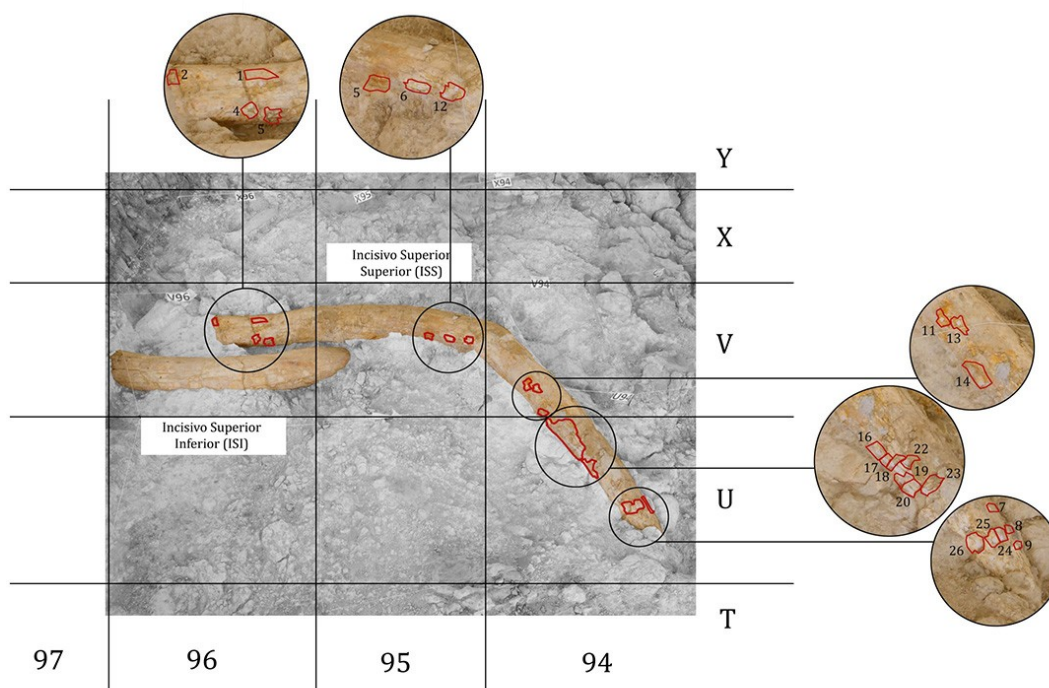 2
1
4
5
5
6
12
Y
X96
X95
X94
X
Incisivo Superior
Superior (ISS)
V96
V94
V
11
13
14
U94
Incisivo Superior
Inferior (ISI)
16
22
17
18
19
23
20
U
7
25
8
26
24
9
T
97
96
95
94